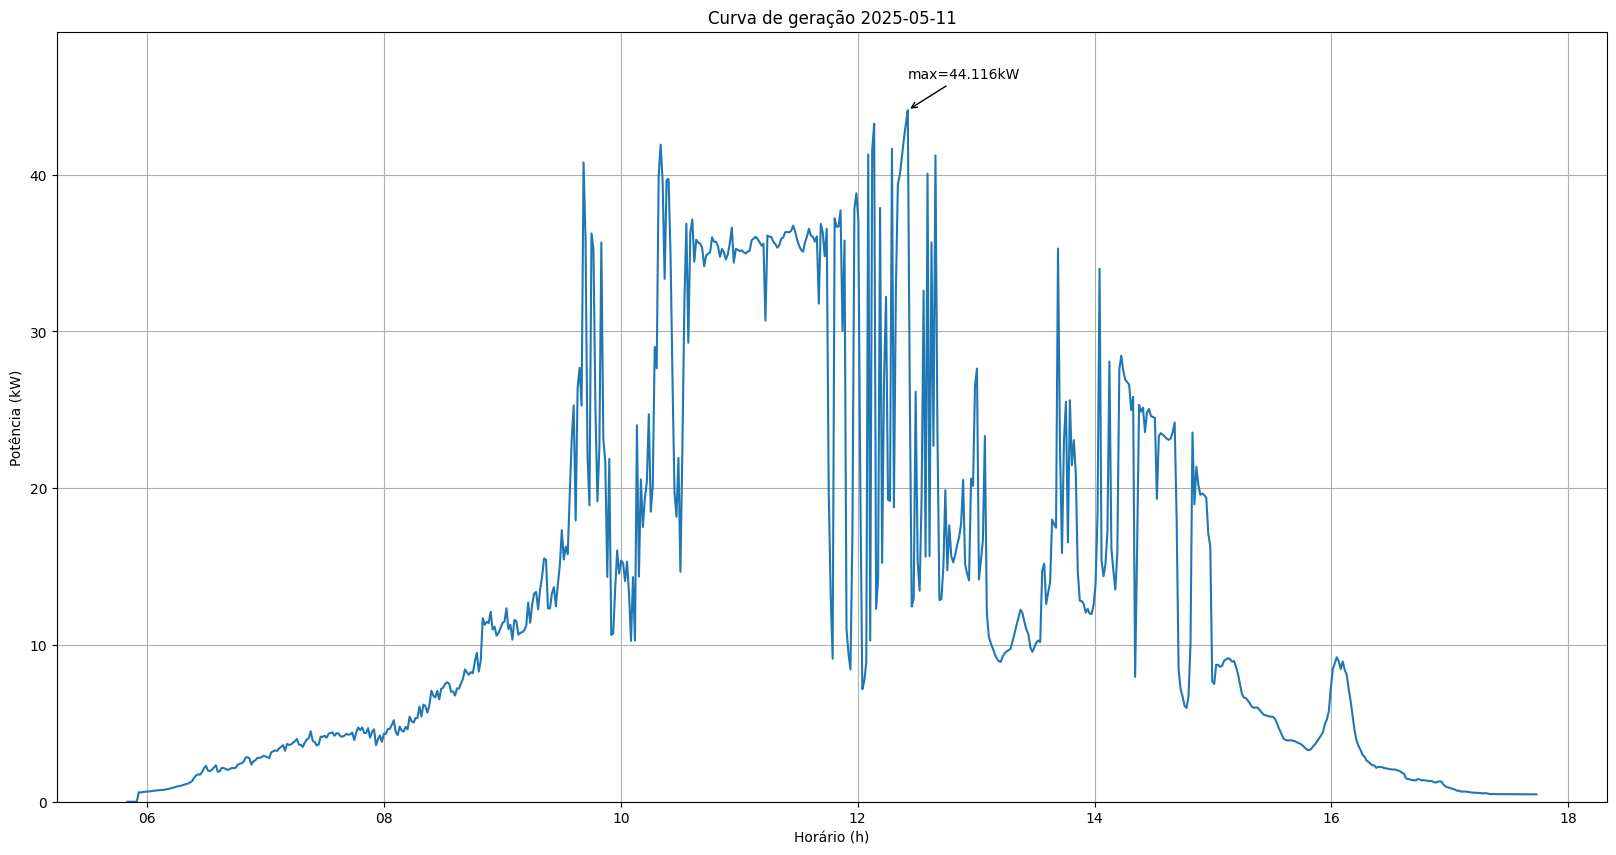 Curva de geração 2025-05-11
max=44.116kW
Potência (kW)
40
30
20
10
0
06 08 10 12 14 16 18
Horário (h)